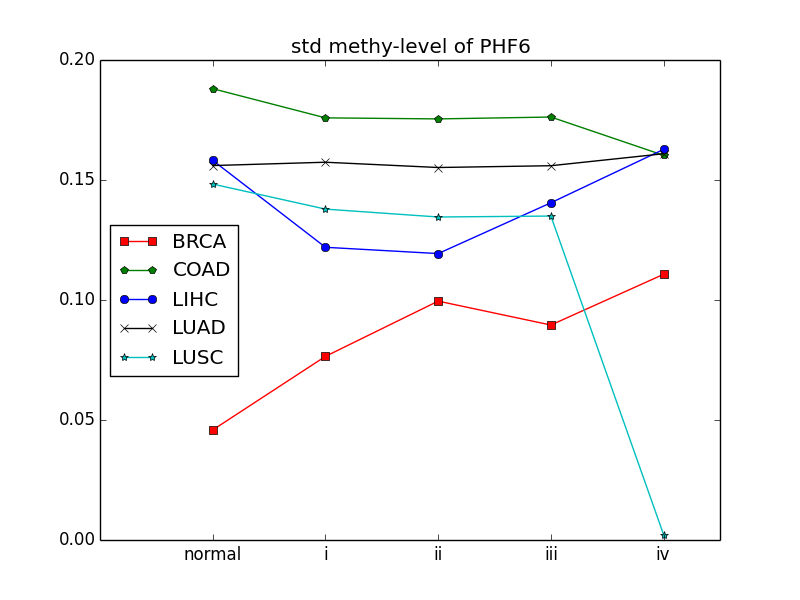 std methy-level of PHF6
0.20
0.15
0.10
0.05
0.00
BRCA
COAD
LIHC
LUAD
LUSC
normal i ii iii iv